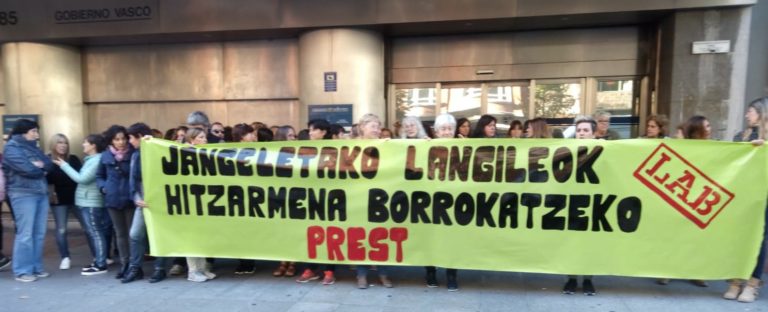 85
GOBIERNO VASCO
JANGELETAKO LANGILEOK
HITZARMENA BORROKATZEKO
PREST
LAB